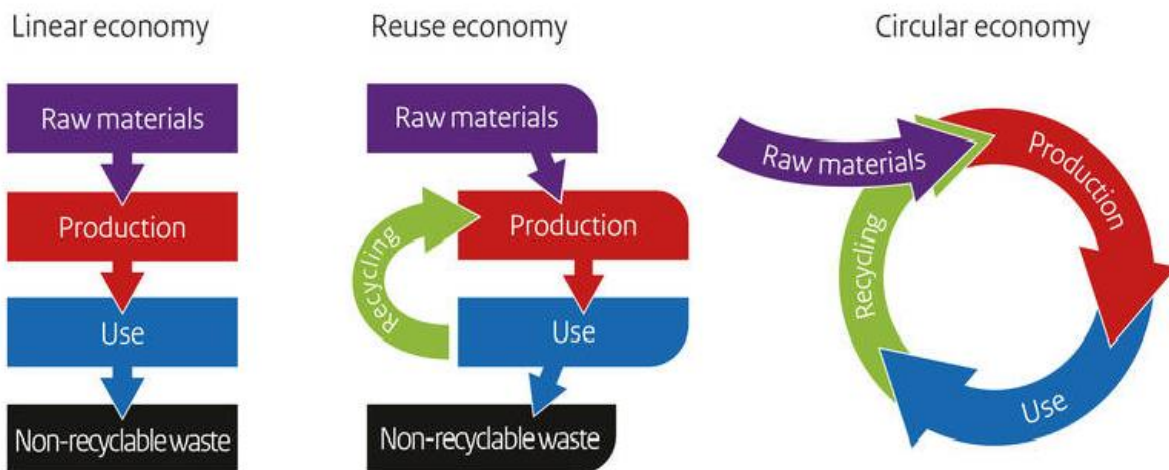 Linear economy
Raw materials
Production
Use
Non-recyclable waste
Reuse economy
Raw materials
Production
Recycling
Use
Non-recyclable waste
Circular economy
Raw materials
Production
Recycling
Use